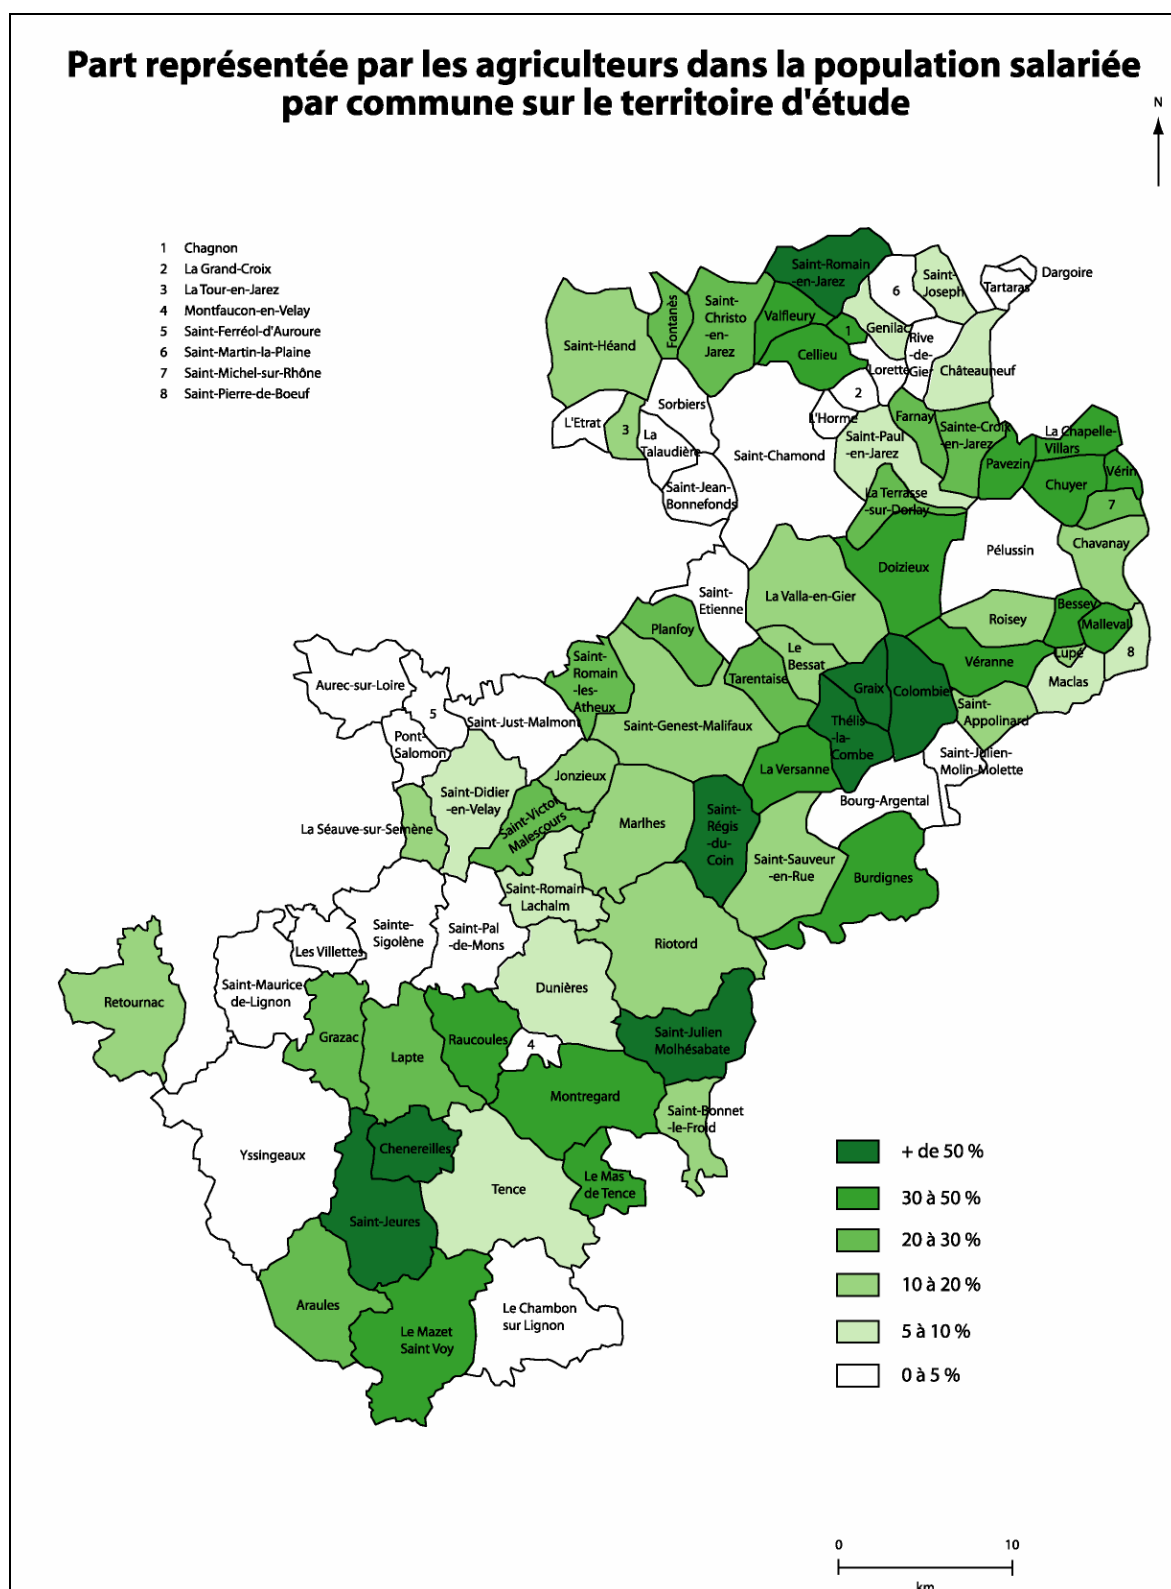 Part représentée par les agriculteurs dans la population salariée
par commune sur le territoire d'étude
N
1 Chagnon
2 La Grand-Croix
3 La Tour-en-Jarez
4 Montfaucon-en-Velay
5 Saint-Ferréol-d'Auroure
6 Saint-Martin-la-Plaine
7 Saint-Michel-sur-Rhône
8 Saint-Pierre-de-Boeuf
Saint-Romain
-en-Jarez
6
Saint-
Joseph
Tartaras
Dargoire
Saint-Héand
Fontanès
Saint-
Christo
-en-
Jarez
Valfleury
1
Genilac
Cellieu
Rive
-de-
Gier
Lorette
Châteauneuf
2
L'Horme
Sorbiers
L'Etrat
3
La
Talaudière
Saint-Jean-
Bonnefonds
Saint-Chamond
Saint-Paul
-en-Jarez
Farnay
Sainte-Croix
-en-Jarez
Pavezin
La Chapelle-
Villars
Chuyer
Vérin
7
La Terrasse
-sur-Dorlay
Doizieux
Pélussin
Chavanay
Saint-
Etienne
La Valla-en-Gier
Roisey
Bessey
Malleval
8
Lupé
Véranne
Maclas
Planfoy
Le
Bessat
Tarentaise
Graix
Colombier
Saint-
Appolinard
Saint-
Romain
-les-
Atheux
Saint-Genest-Malifaux
Thélis
-la-
Combe
Saint-Julien-
Molin-Molette
Aurec-sur-Loire
5
Saint-Just-Malmont
Pont-
Salomon
La Versanne
Bourg-Argental
Jonzieux
Saint-Didier
-en-Velay
Saint-Victor
Malescours
Marlhes
Saint-
Régis
-du-
Coin
La Séauve-sur-Semène
Saint-Sauveur
-en-Rue
Burdignes
Saint-Romain
Lachalm
Sainte-
Sigolène
Saint-Pal
-de-Mons
Riotord
Les Villettes
Saint-Maurice
de-Lignon
Dunières
Retournac
Grazac
Lapte
Raucoules
4
Saint-Julien
Molhésabate
Montregard
Saint-Bonnet
-le-Froid
Yssingeaux
Chenereilles
Tence
Le Mas
de Tence
Saint-Jeures
Araules
Le Mazet
Saint Voy
Le Chambon
sur Lignon
+ de 50 %
30 à 50 %
20 à 30 %
10 à 20 %
5 à 10 %
0 à 5 %
0 10
km